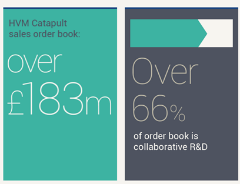 HVM Catapult
sales order book:
over
£183m
Over
66%
of order book is
collaborative R&D